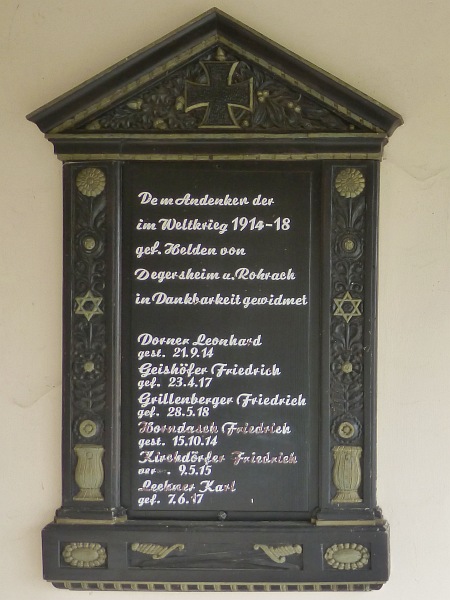 Dem Andenken der
im Weltkrieg 1914-18
gef. Helden von
Degersheim u. Rohrach
in Dankbarkeit gewidmet
Dorner Leonhard
gest. 21.9.14
Geishöfer Friedrich
gef. 23.4.17
Grillenberger Friedrich
gef. 28.5.18
Horndasch Friedrich
gest. 15.10.14
Kirchdörfer Friedrich
9.5.15
Lechner Karl
gef. 7.6.17